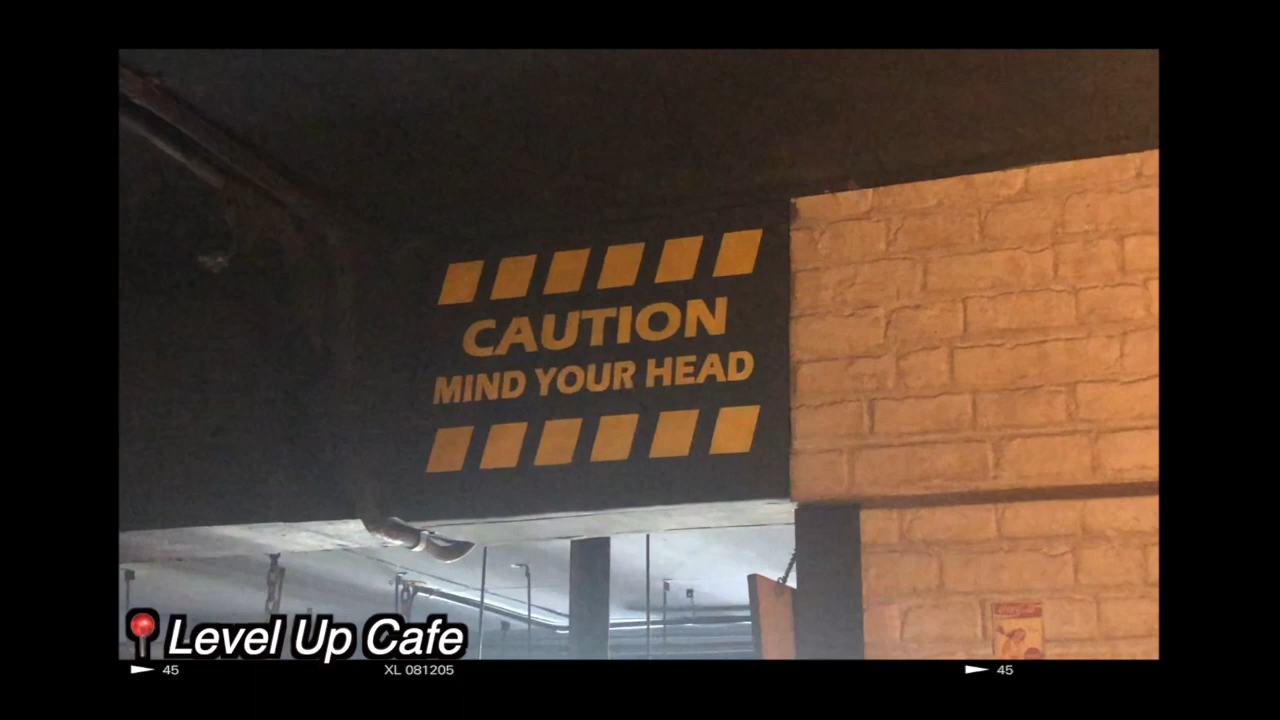 CAUTION
MIND YOUR HEAD
Level Up Cafe
45
XL 081205
45